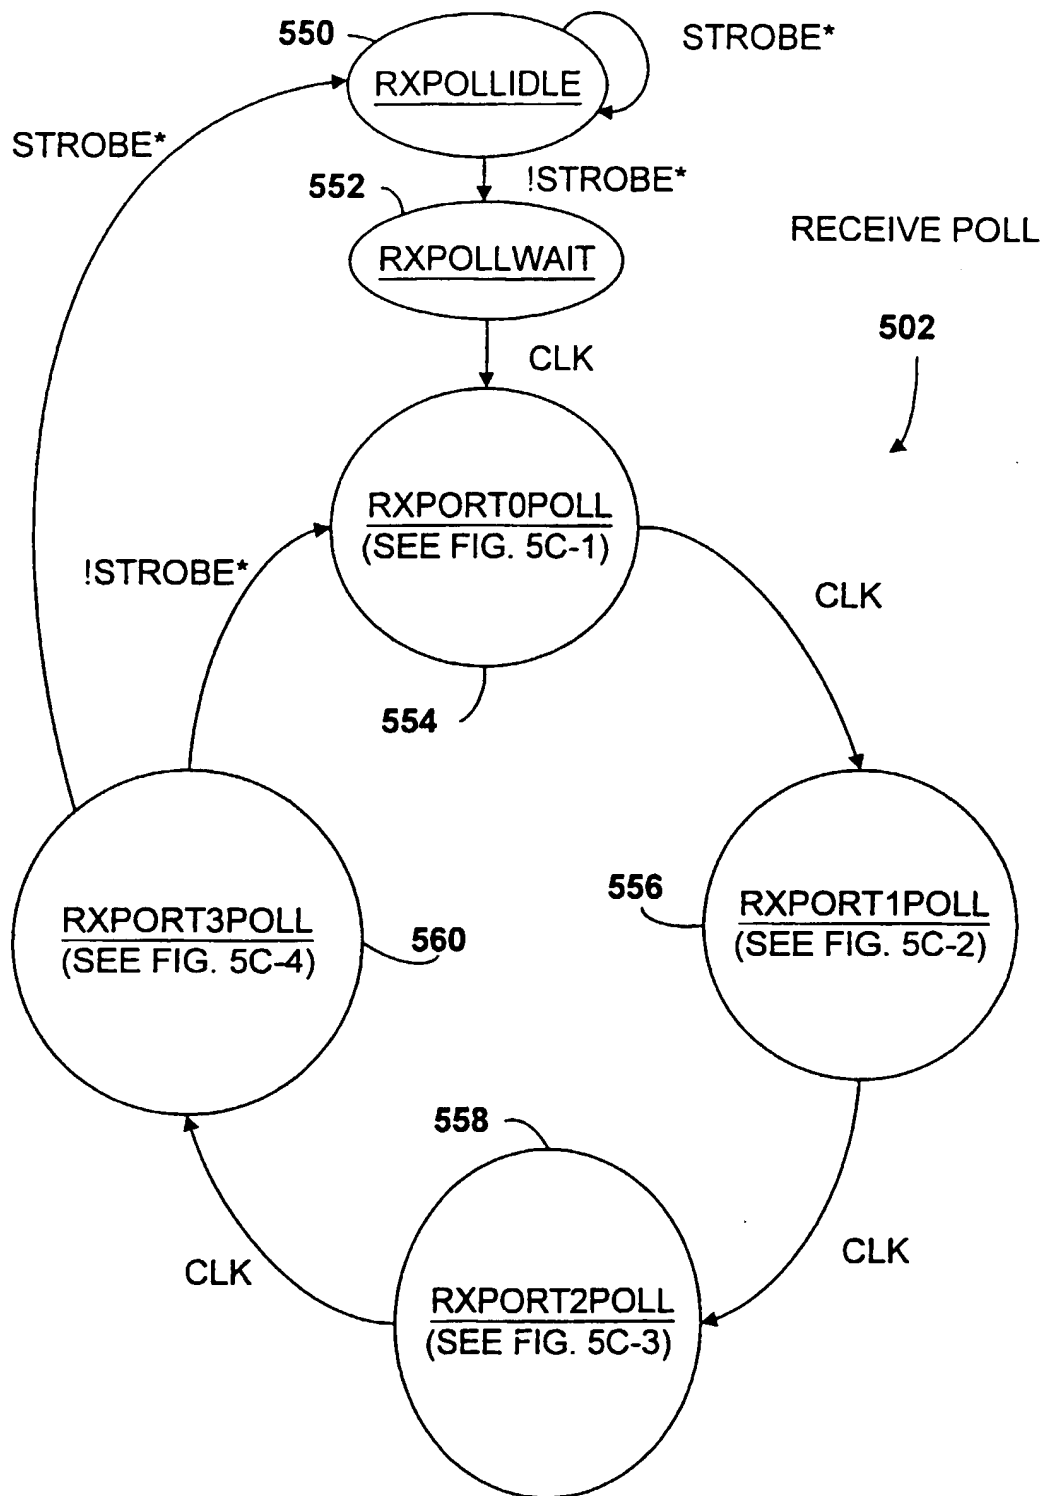 550
STROBE*
RXPOLLIDLE
STROBE*
!STROBE*
552
RXPOLLWAIT
RECEIVE POLL
502
CLK
RXPORT0POLL
(SEE FIG. 5C-1)
!STROBE*
CLK
554
556
RXPORT1POLL
(SEE FIG. 5C-2)
RXPORT3POLL
(SEE FIG. 5C-4)
560
558
CLK
CLK
RXPORT2POLL
(SEE FIG. 5C-3)